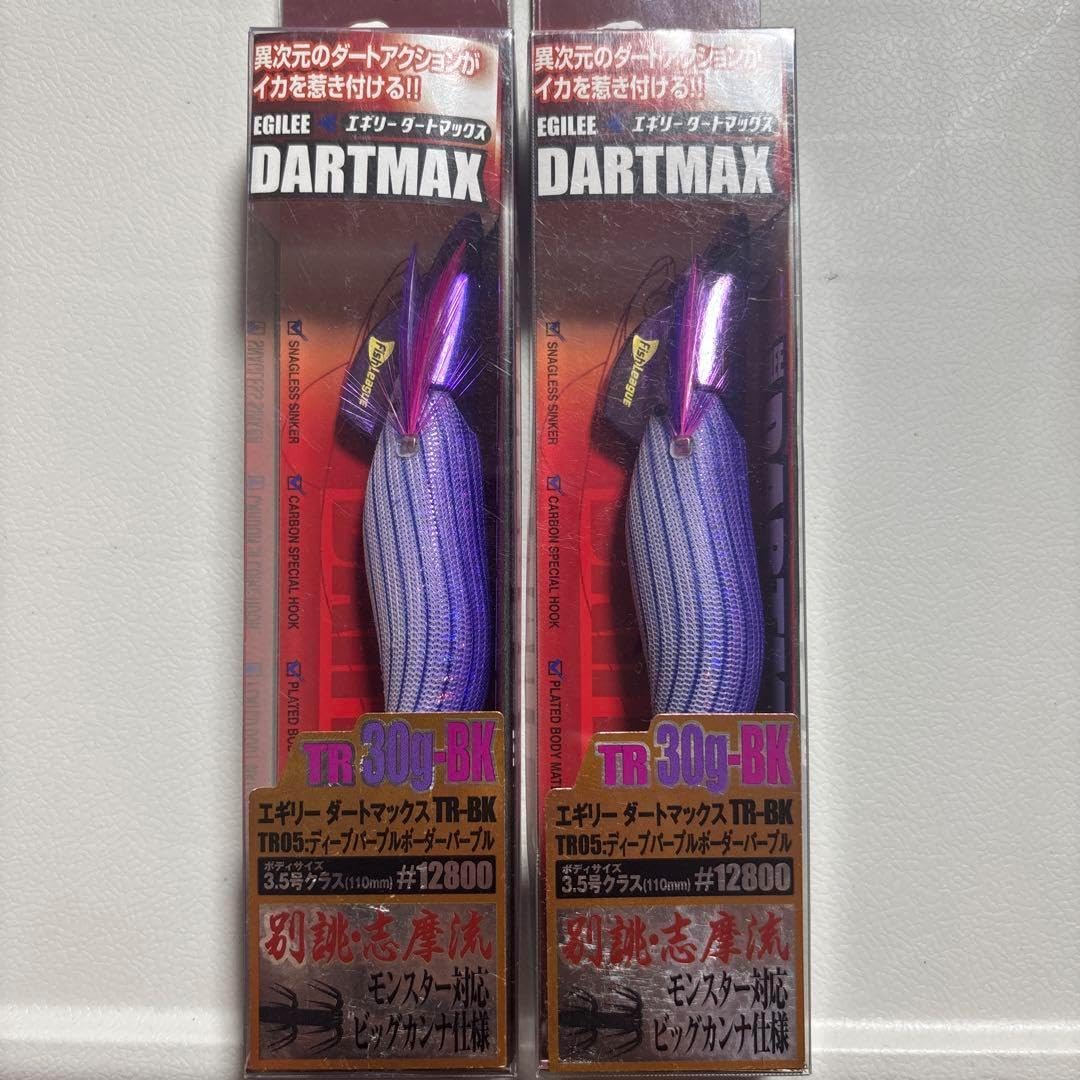 異次元のダートアクションが
イカを惹き付ける!!
EGILEE エギリー ダートマックス
DARTMAX
FishLeague
SNAGLESS SINKER
CARBON SPECIAL HOOK
PLATED
TR 30g-BK
エギリー ダートマックス TR-BK
TR05:ディープパープルボーダーパープル
ボディサイズ
3.5号クラス(110mm) #12800
別誂・志摩流
モンスター対応
ビッグカンナ仕様
異次元のダートアクションが
イカを惹き付ける!!
EGILEE エギリー ダートマックス
DARTMAX
FishLeague
SNAGLESS SINKER
CARBON SPECIAL HOOK
PLATED BODY
TR 30g-BK
エギリー ダートマックス TR-BK
TR05:ディープパープルボーダーパープル
ボディサイズ
3.5号クラス(110mm) #12800
別誂・志摩流
モンスター対応
ビッグカンナ仕様